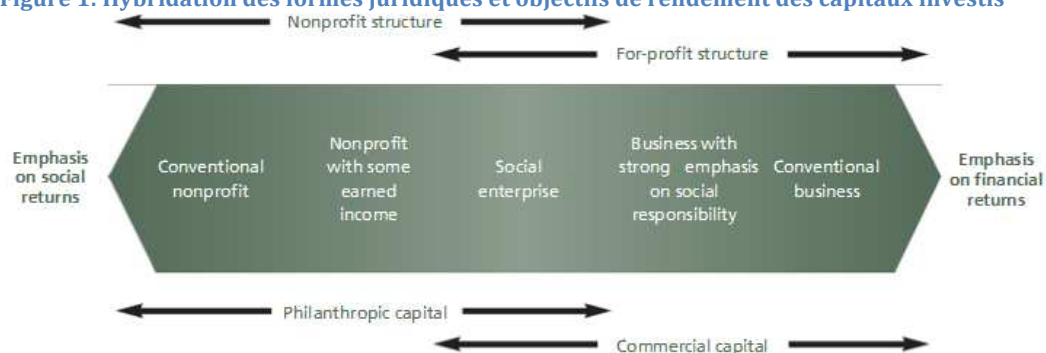 Figure 1. Hybridation des formes juridiques et objectifs de rendement des capitaux investis
Nonprofit structure
For-profit structure
Emphasis
on social
returns
Conventional
nonprofit
Nonprofit
with some
earned
income
Social
enterprise
Business with
strong emphasis
on social
responsibility
Conventional
business
Emphasis
on financial
returns
Philanthropic capital
Commercial capital